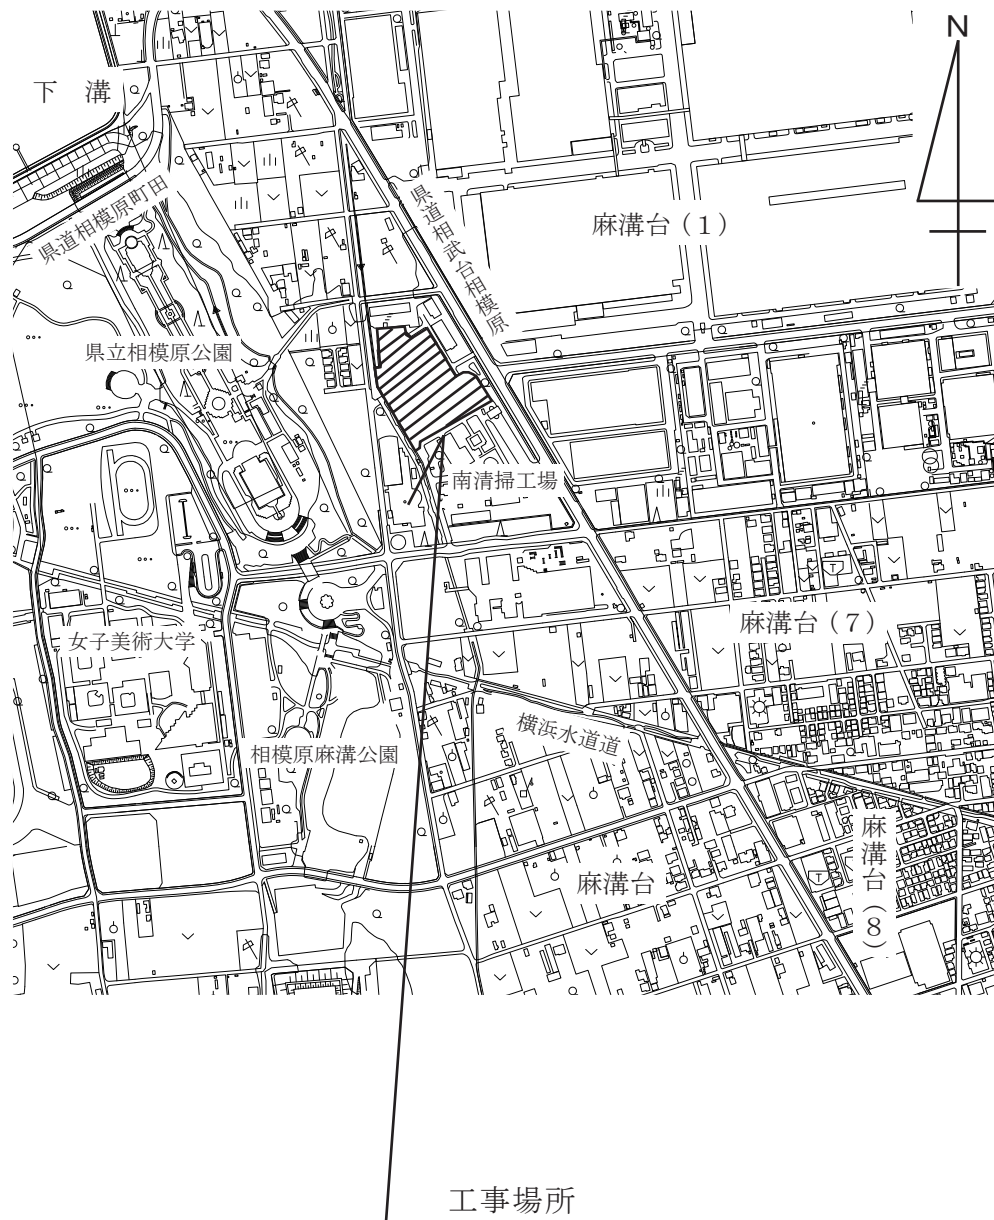 N
下 溝
県道相模原町田
県道相武台相模原
麻溝台（1）
県立相模原公園
南清掃工場
女子美術大学
麻溝台（7）
横浜水道道
相模原麻溝公園
麻溝台
麻溝台（8）
工事場所